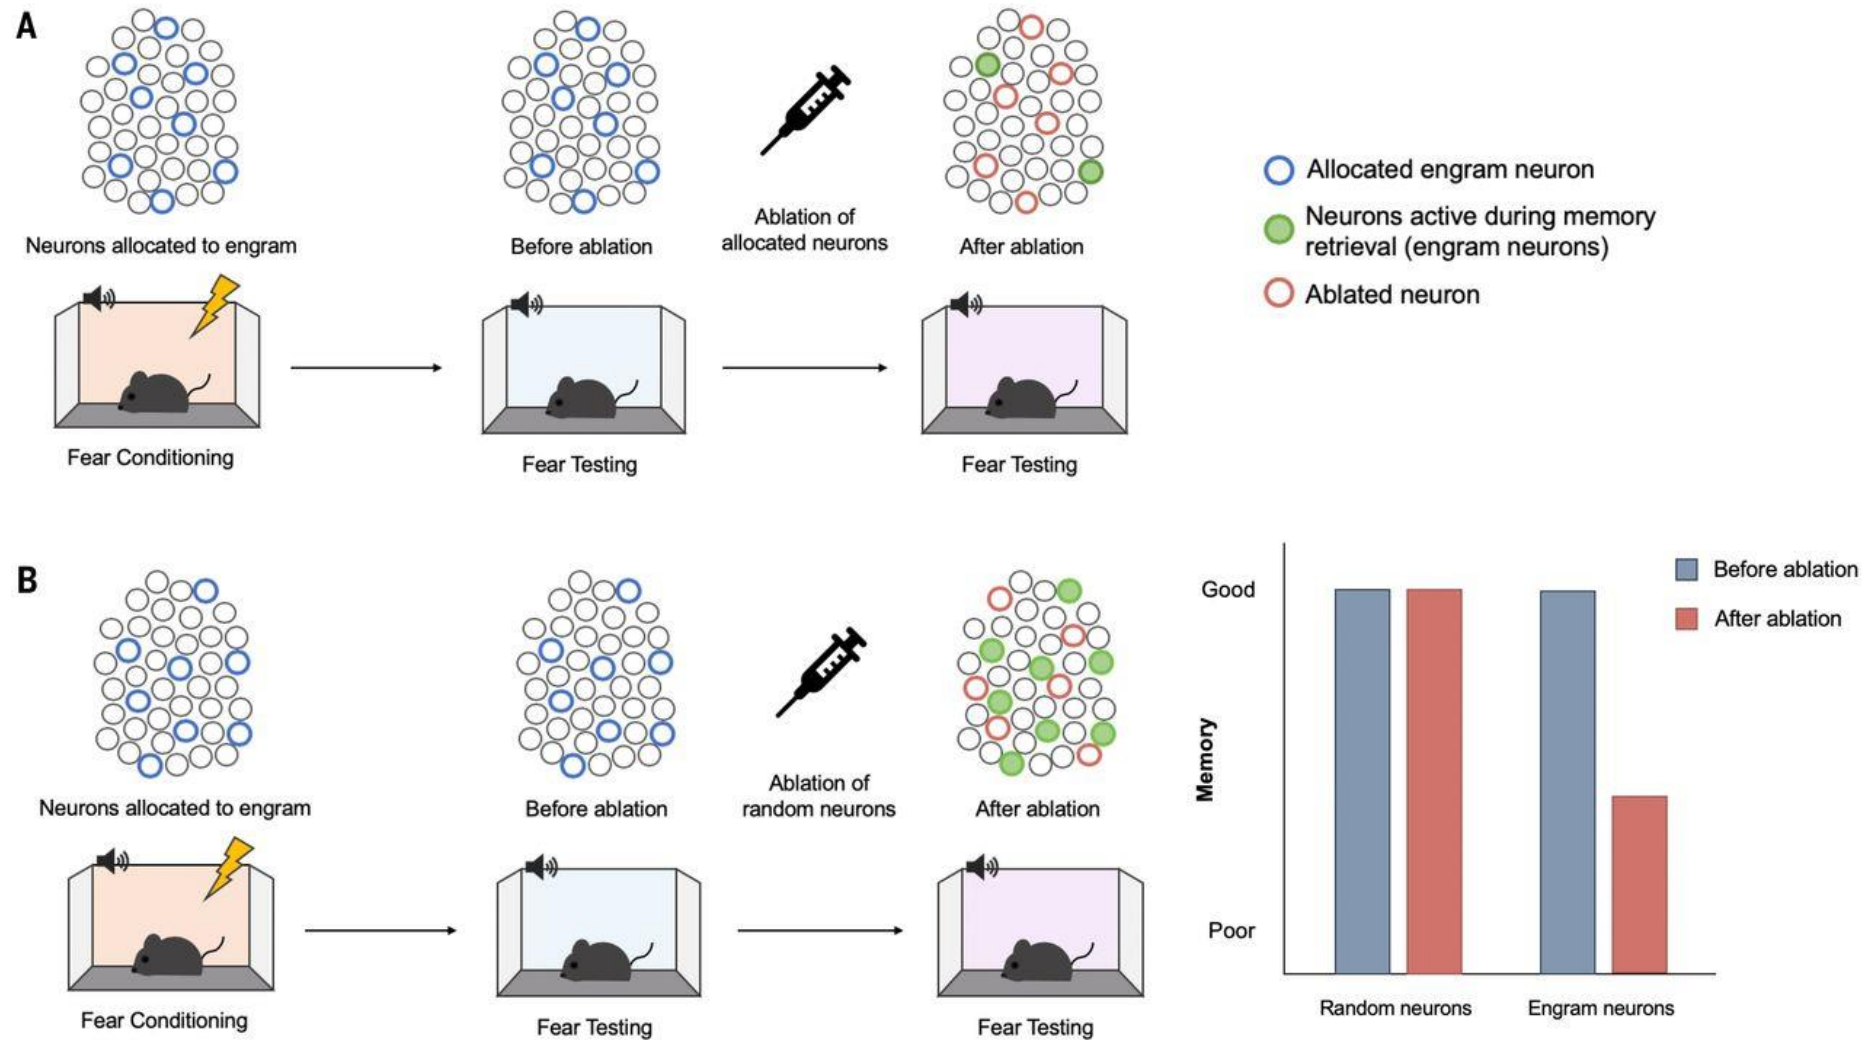 A
Neurons allocated to engram
Before ablation
Ablation of
allocated neurons
After ablation
Allocated engram neuron
Neurons active during memory
retrieval (engram neurons)
Ablated neuron
Fear Conditioning
Fear Testing
Fear Testing
B
Neurons allocated to engram
Before ablation
Ablation of
random neurons
After ablation
Fear Conditioning
Fear Testing
Fear Testing
Good
Memory
Poor
Random neurons
Engram neurons
Before ablation
After ablation